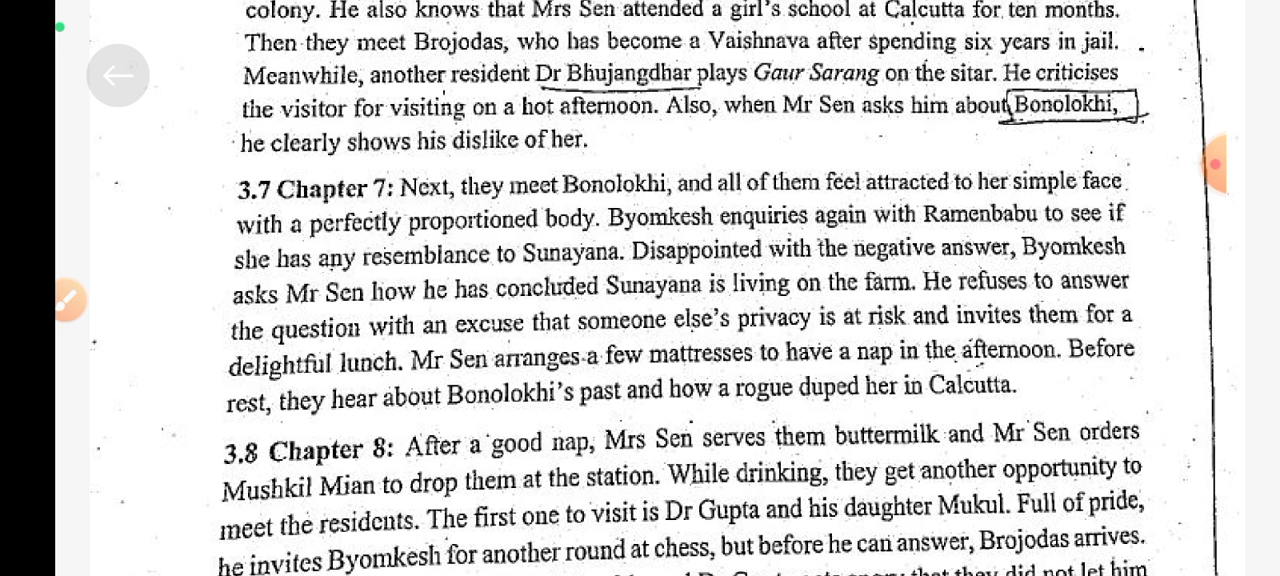 colony. He also knows that Mrs Sen attended a girl's school at Calcutta for ten months.
Then they meet Brojodas, who has become a Vaishnava after spending six years in jail.
Meanwhile, another resident Dr Bhujangdhar plays Gaur Sarang on the sitar. He criticises
the visitor for visiting on a hot afternoon. Also, when Mr Sen asks him about Bonolokhi,
he clearly shows his dislike of her.
3.7 Chapter 7: Next, they meet Bonolokhi, and all of them feel attracted to her simple face
with a perfectly proportioned body. Byomkesh enquiries again with Ramenbabu to see if
she has any resemblance to Sunayana. Disappointed with the negative answer, Byomkesh
asks Mr Sen how he has concluded Sunayana is living on the farm. He refuses to answer
the question with an excuse that someone else's privacy is at risk and invites them for a
delightful lunch. Mr Sen arranges a few mattresses to have a nap in the afternoon. Before
rest, they hear about Bonolokhi's past and how a rogue duped her in Calcutta.
3.8 Chapter 8: After a good nap, Mrs Sen serves them buttermilk and Mr Sen orders
Mushkil Mian to drop them at the station. While drinking, they get another opportunity to
meet the residents. The first one to visit is Dr Gupta and his daughter Mukul. Full of pride,
he invites Byomkesh for another round at chess, but before he can answer, Brojodas arrives.
that they did not let him